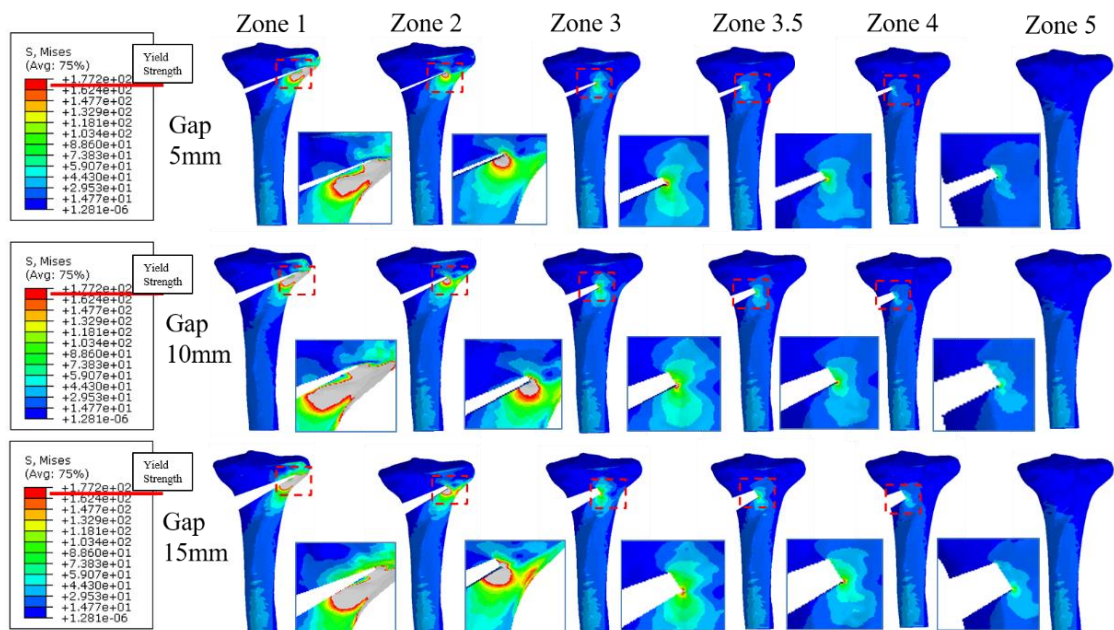 Zone 1 Zone 2 Zone 3 Zone 3.5 Zone 4 Zone 5
S, Mises
(Avg: 75%)
Yield
Strength
+1.772e+02
+1.624e+02
+1.477e+02
+1.329e+02
+1.181e+02
+1.034e+02
+8.860e+01
+7.383e+01
+5.907e+01
+4.430e+01
+2.953e+01
+1.477e+01
+1.281e-06
Gap
5mm
S, Mises
(Avg: 75%)
Yield
Strength
+1.772e+02
+1.624e+02
+1.477e+02
+1.329e+02
+1.181e+02
+1.034e+02
+8.860e+01
+7.383e+01
+5.907e+01
+4.430e+01
+2.953e+01
+1.477e+01
+1.281e-06
Gap
10mm
S, Mises
(Avg: 75%)
Yield
Strength
+1.772e+02
+1.624e+02
+1.477e+02
+1.329e+02
+1.181e+02
+1.034e+02
+8.860e+01
+7.383e+01
+5.907e+01
+4.430e+01
+2.953e+01
+1.477e+01
+1.281e-06
Gap
15mm